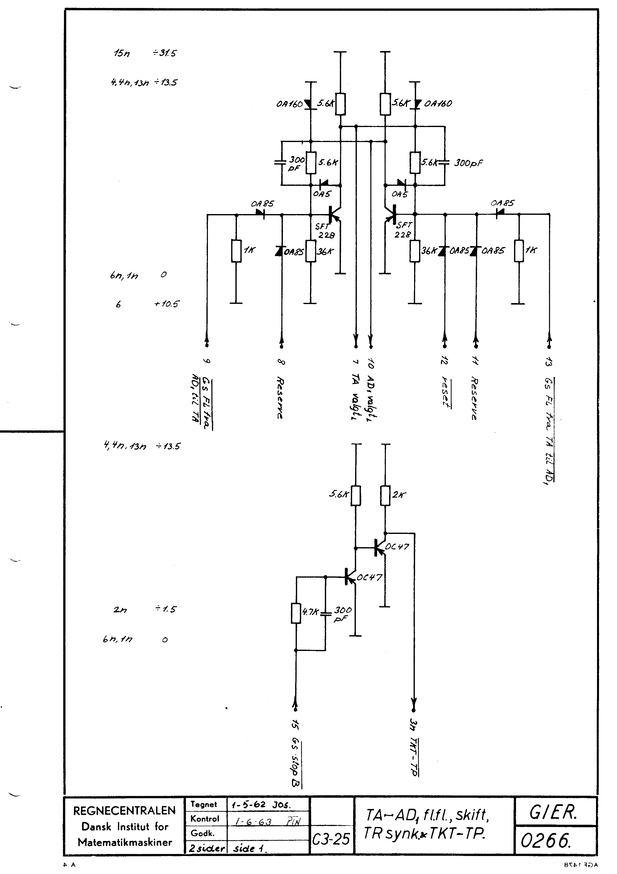 15n ÷31.5
4,4n,13n ÷13.5
OA160 5.6K 5.6K OA160
300 pF 5.6K 5.6K 300pF
OA5 OA5
OA85 OA85
SFT 228 SFT 228
1K OA85 36K 36K OA85 OA85 1K
6n,1n 0
6 +10.5
9 Gs FL fra AD, til TA
8 Reserve
7 TA valgt,
10 AD, valgt,
12 reset
11 Reserve
13 Gs FL fra TA til AD,
4,4n,13n ÷13.5
5.6K 2K
OC47
OC47
2n ÷1.5
4.7K 300 pF
6n,1n 0
15 Gs.stop B
3n TKT-TP
REGNECENTRALEN
Dansk Institut for
Matematikmaskiner
Tegnet 1-5-62 JOS.
Kontrol 1-6-63
Godk.
2 sider side 1.
C3-25
TA-AD, fl.fl., skift,
TR synk. & TKT-TP.
GIER.
0266.
A 4